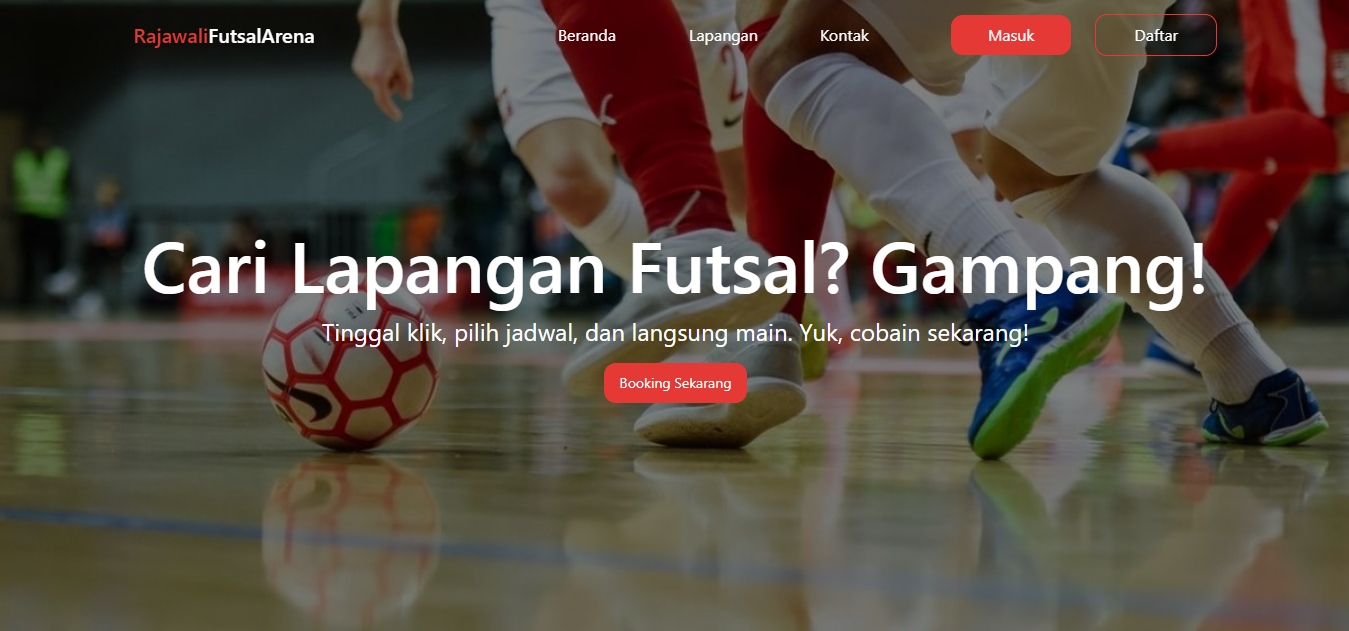 RajawaliFutsalArena
Beranda
Lapangan
Kontak
Masuk
Daftar
Cari Lapangan Futsal? Gampang!
Tinggal klik, pilih jadwal, dan langsung main. Yuk, cobain sekarang!
Booking Sekarang